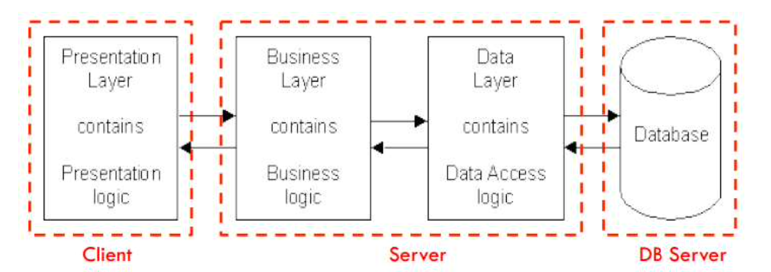 Presentation
Layer
contains
Presentation
logic
Business
Layer
contains
Business
logic
Data
Layer
contains
Data Access
logic
Database
Client
Server
DB Server